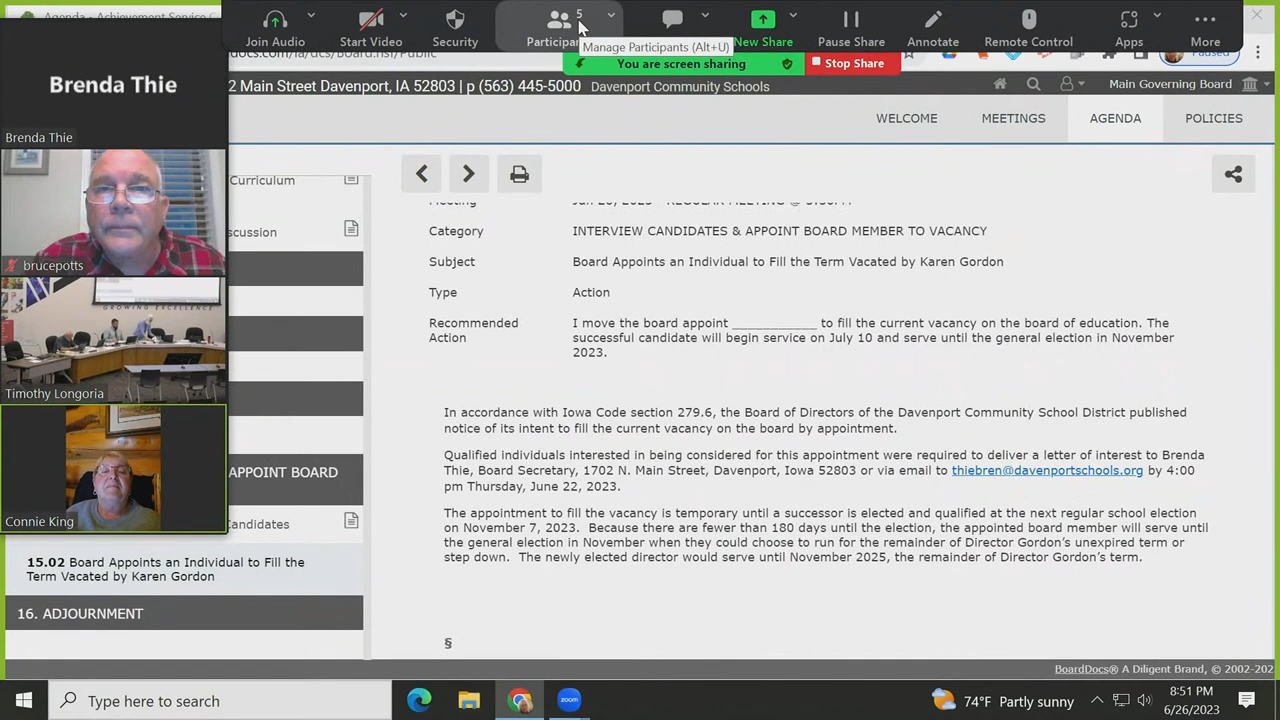 Agenda - Achievement Service
5
Join Audio
Start Video
Security
Participan
Manage Participants (Alt+U)
New Share
Pause Share
Annotate
Remote Control
Apps
More
You are screen sharing
Stop Share
Paused
2 Main Street Davenport, IA 52803 | p (563) 445-5000
Davenport Community Schools
Main Governing Board
WELCOME
MEETINGS
AGENDA
POLICIES
Brenda Thie
Brenda Thie
brucepotts
GROWING EXCELLENCE
Timothy Longoria
Connie King
Curriculum
scussion
APPOINT BOARD
Candidates
15.02 Board Appoints an Individual to Fill the
Term Vacated by Karen Gordon
16. ADJOURNMENT
Category
INTERVIEW CANDIDATES & APPOINT BOARD MEMBER TO VACANCY
Subject
Board Appoints an Individual to Fill the Term Vacated by Karen Gordon
Type
Action
Recommended
Action
I move the board appoint ____________ to fill the current vacancy on the board of education. The
successful candidate will begin service on July 10 and serve until the general election in November
2023.
In accordance with Iowa Code section 279.6, the Board of Directors of the Davenport Community School District published
notice of its intent to fill the current vacancy on the board by appointment.
Qualified individuals interested in being considered for this appointment were required to deliver a letter of interest to Brenda
Thie, Board Secretary, 1702 N. Main Street, Davenport, Iowa 52803 or via email to thiebren@davenportschools.org by 4:00
pm Thursday, June 22, 2023.
The appointment to fill the vacancy is temporary until a successor is elected and qualified at the next regular school election
on November 7, 2023. Because there are fewer than 180 days until the election, the appointed board member will serve until
the general election in November when they could choose to run for the remainder of Director Gordon's unexpired term or
step down. The newly elected director would serve until November 2025, the remainder of Director Gordon's term.
§
BoardDocs® A Diligent Brand, © 2002-202
Type here to search
zoom
74°F Partly sunny
8:51 PM
6/26/2023